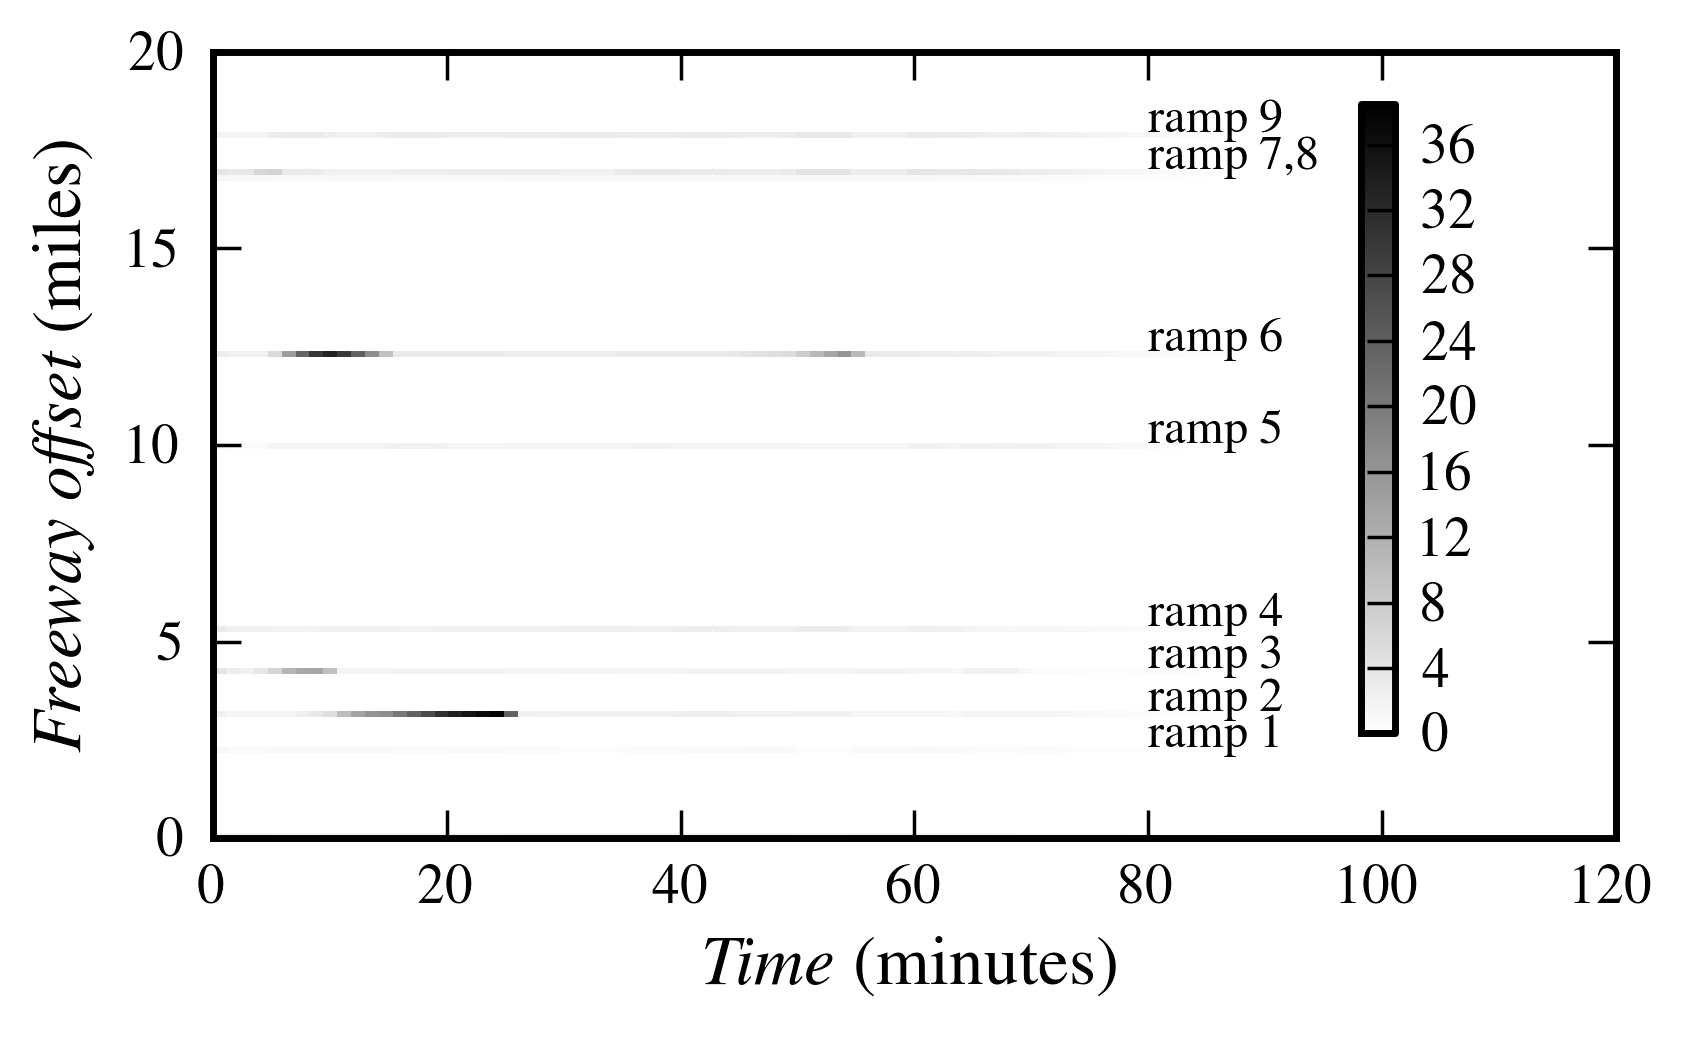 20
15
10
5
0
Freeway offset (miles)
ramp 9
ramp 7,8
ramp 6
ramp 5
ramp 4
ramp 3
ramp 2
ramp 1
36
32
28
24
20
16
12
8
4
0
0 20 40 60 80 100 120
Time (minutes)